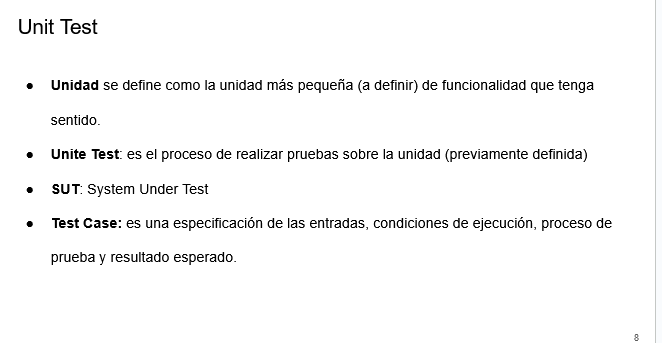 Unit Test
● Unidad se define como la unidad más pequeña (a definir) de funcionalidad que tenga
sentido.
● Unite Test: es el proceso de realizar pruebas sobre la unidad (previamente definida)
● SUT: System Under Test
● Test Case: es una especificación de las entradas, condiciones de ejecución, proceso de
prueba y resultado esperado.
8